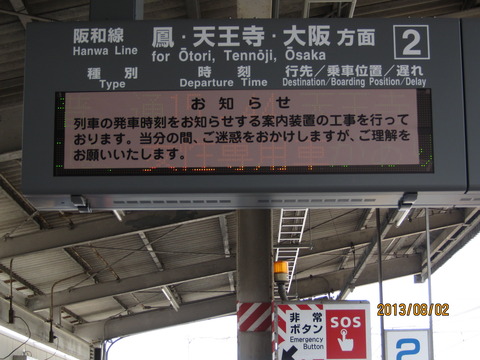 阪和線 鳳・天王寺・大阪 方面 2
Hanwa Line for Ōtori, Tennōji, Ōsaka
種別 時刻 行先／乗車位置／遅れ
Type Departure Time Destination/Boarding Position/Delay
お知らせ
列車の発車時刻をお知らせする案内装置の工事を行って
おります。当分の間、ご迷惑をおかけしますが、ご理解を
お願いいたします。
非常
ボタン
Emergency
Button
SOS
2013/08/02
2